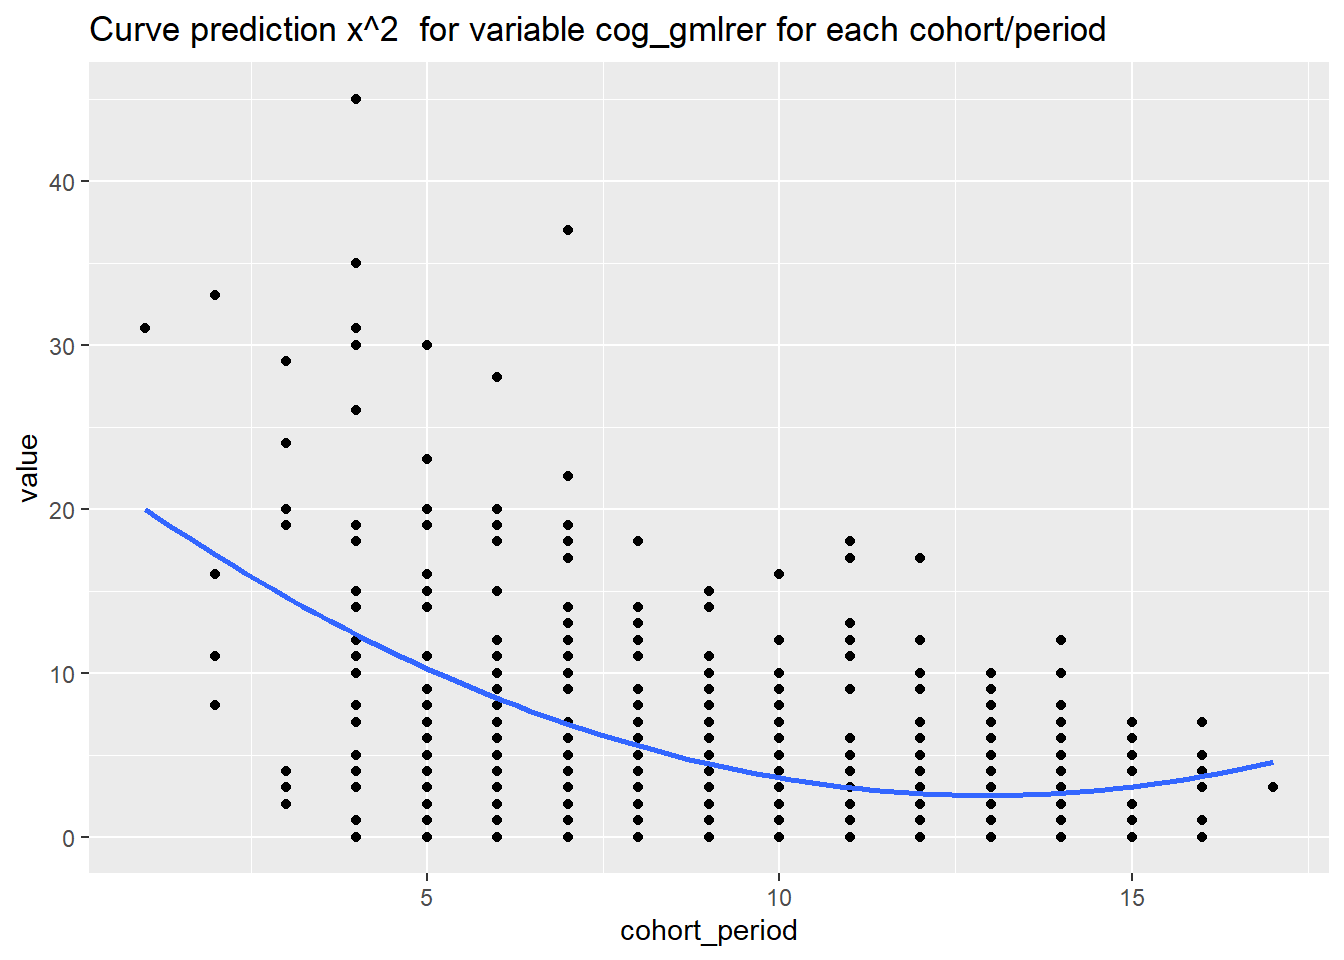 Curve prediction x^2  for variable cog_gmlrer for each cohort/period
40
30
20
10
0
value
5 10 15
cohort_period